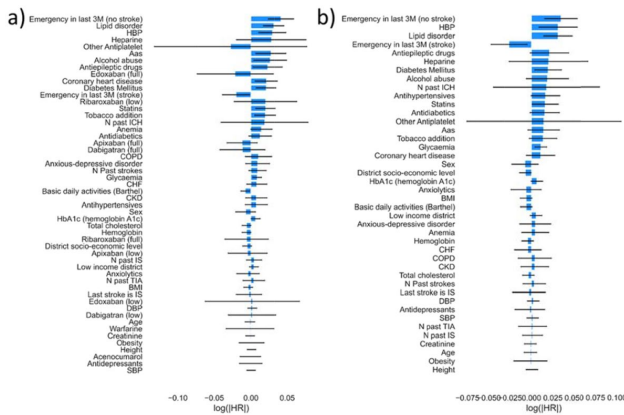 a)
Emergency in last 3M (no stroke)
Lipid disorder
HBP
Heparine
Other Antiplatelet
Aas
Alcohol abuse
Antiepileptic drugs
Edoxaban (full)
Coronary heart disease
Diabetes Mellitus
Emergency in last 3M (stroke)
Ribaroxaban (low)
Statins
Tobacco addition
N past ICH
Anemia
Antidiabetics
Apixaban (full)
Dabigatran (full)
COPD
Anxious-depressive disorder
N Past strokes
Glycaemia
CHF
Basic daily activities (Barthel)
CKD
Antihypertensives
Sex
HbA1c (hemoglobin A1c)
Total cholesterol
Hemoglobin
Ribaroxaban (full)
District socio-economic level
Apixaban (low)
N past IS
Low income district
Anxiolytics
N past TIA
BMI
Last stroke is IS
Edoxaban (low)
DBP
Dabigatran (low)
Age
Warfarine
Creatinine
Obesity
Height
Acenocumarol
Antidepressants
SBP
−0.10 −0.05 0.00 0.05
log(|HR|)
b)
Emergency in last 3M (no stroke)
HBP
Lipid disorder
Emergency in last 3M (stroke)
Antiepileptic drugs
Heparine
Diabetes Mellitus
Alcohol abuse
N past ICH
Antihypertensives
Statins
Antidiabetics
Other Antiplatelet
Aas
Tobacco addition
Glycaemia
Coronary heart disease
Sex
District socio-economic level
HbA1c (hemoglobin A1c)
Anxiolytics
BMI
Basic daily activities (Barthel)
Low income district
Anxious-depressive disorder
Anemia
Hemoglobin
CHF
COPD
CKD
Total cholesterol
N Past strokes
Last stroke is IS
DBP
Antidepressants
SBP
N past TIA
N past IS
Creatinine
Age
Obesity
Height
−0.075 −0.050 −0.025 0.000 0.025 0.050 0.075 0.100
log(|HR|)